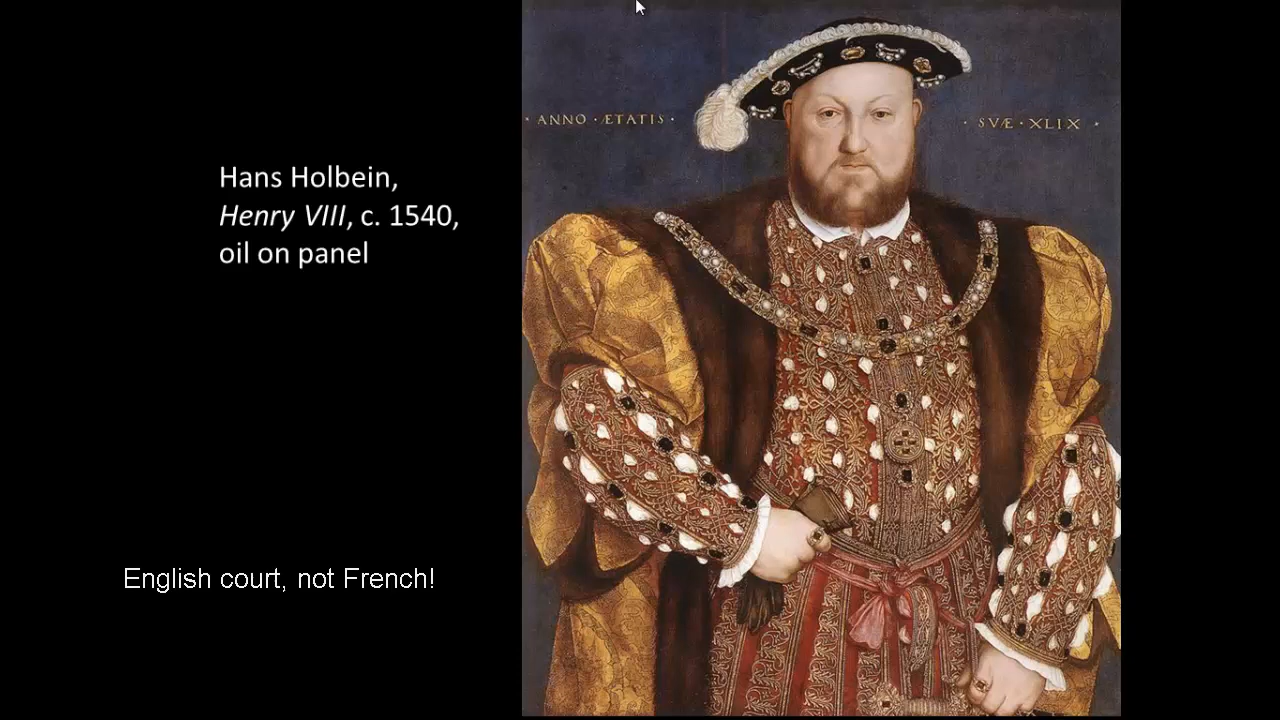 · ANNO · ÆTATIS · · SVÆ · XLIX ·
Hans Holbein,
Henry VIII, c. 1540,
oil on panel
English court, not French!